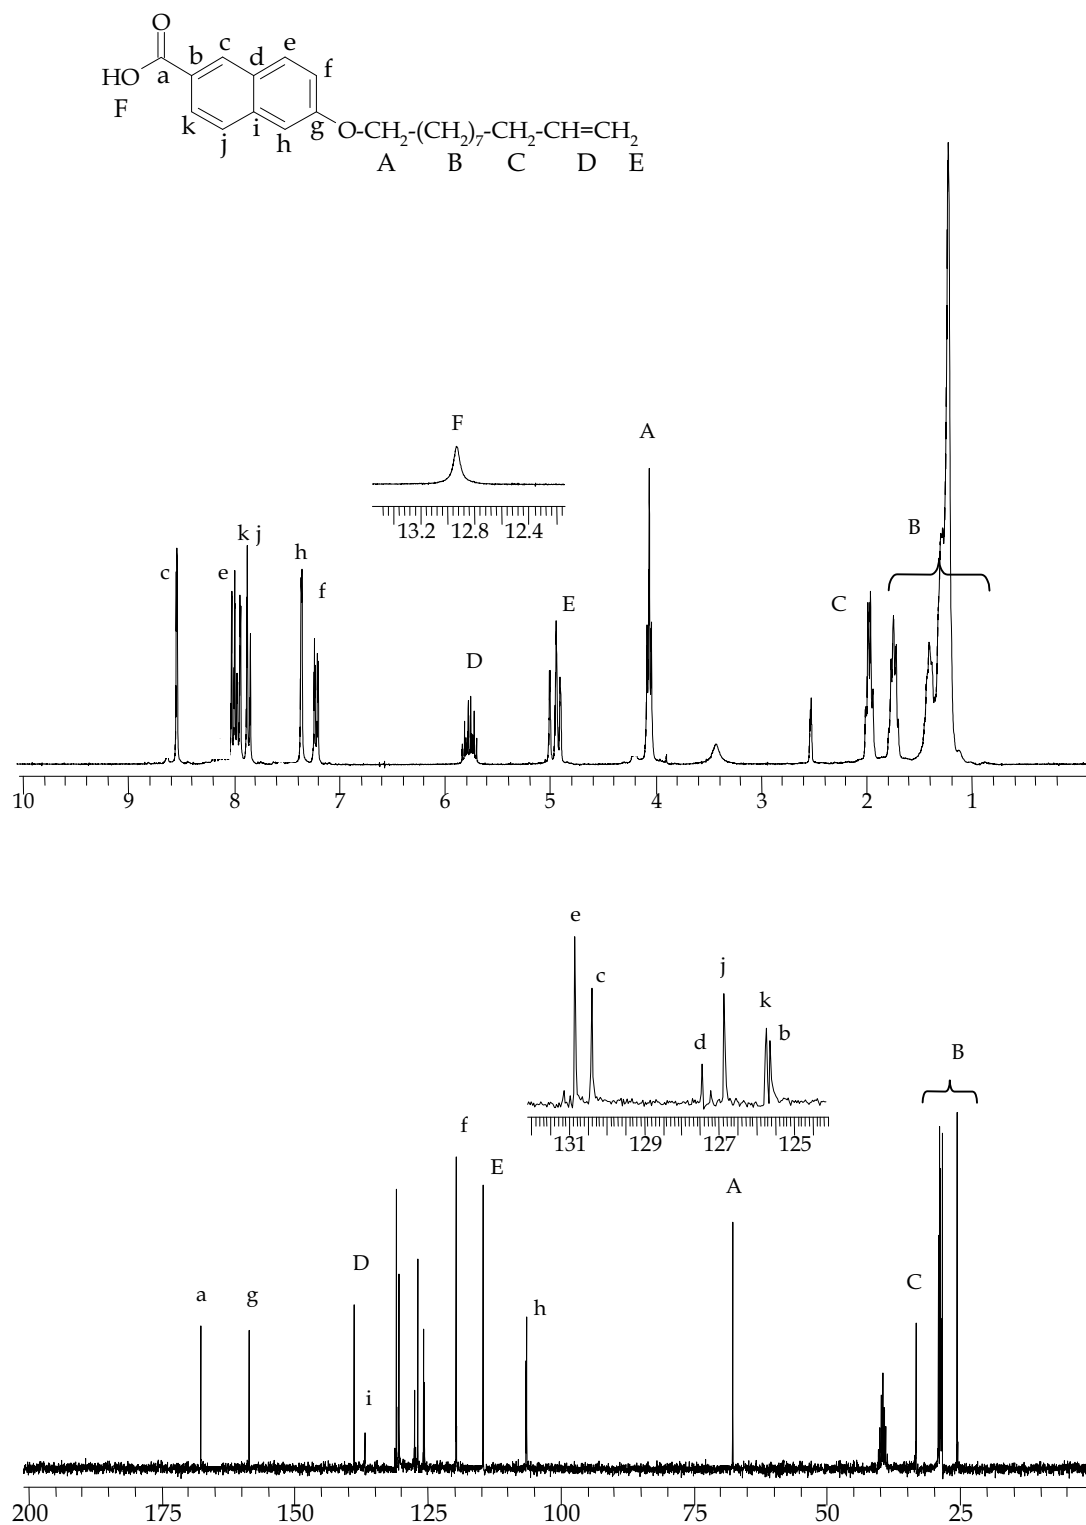 O
b c e
d
HO a f
F
k i g O-CH2-(CH2)7-CH2-CH=CH2
j h
A B C D E
F
A
13.2 12.8 12.4
B
k j
h
c e f
C
E
D
10 9 8 7 6 5 4 3 2 1
e
j
c
k
d b
B
131 129 127 125
f
E
A
D
C
a g
h
i
200 175 150 125 100 75 50 25